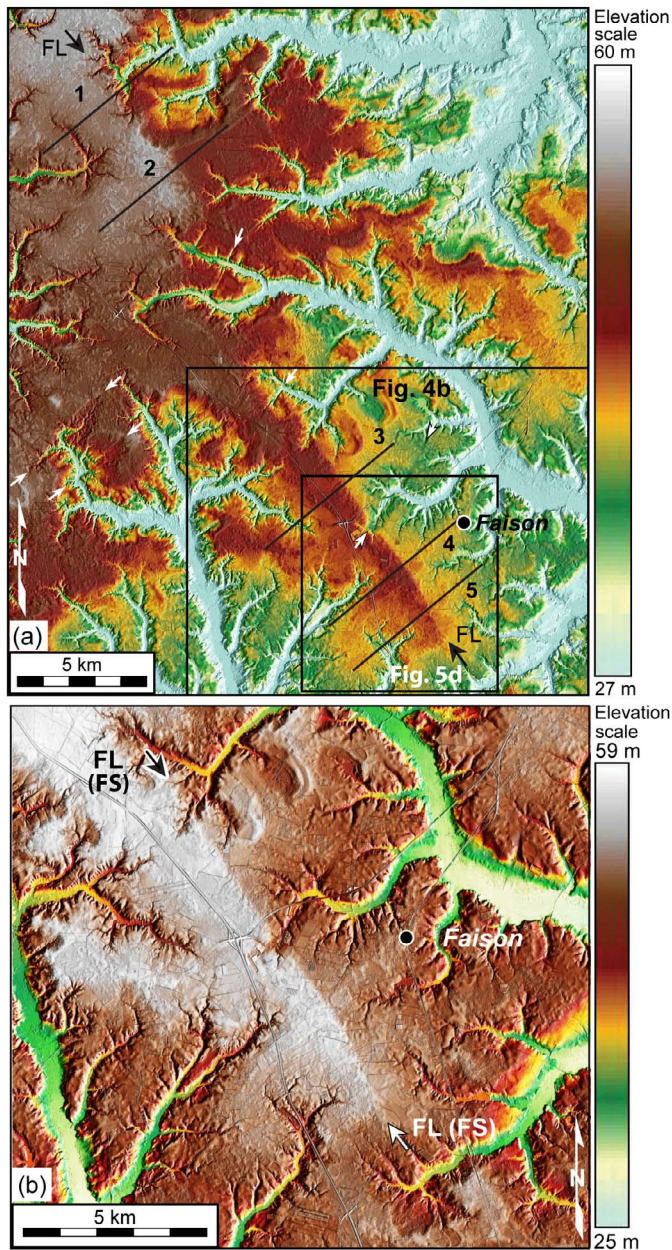 Elevation
scale
60 m
FL
1
2
Fig. 4b
3
Faison
4
5
FL
N
(a)
5 km
Fig. 5d
27 m
Elevation
scale
59 m
FL
(FS)
Faison
FL (FS)
N
(b)
5 km
25 m